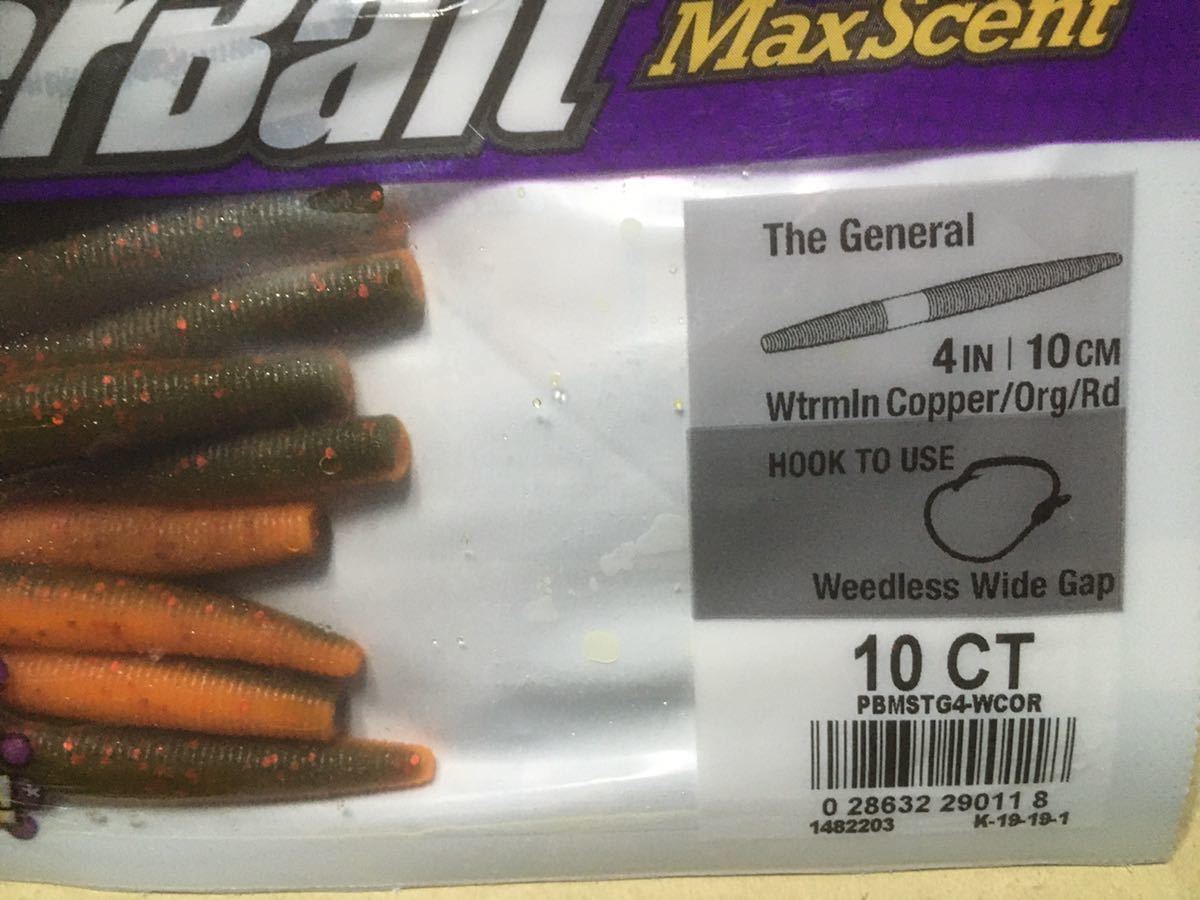 erBait MaxScent
The General
4IN | 10CM
Wtrmln Copper/Org/Rd
HOOK TO USE
Weedless Wide Gap
10 CT
PBMSTG4-WCOR
0 28632 29011 8
1482203 K-19-19-1